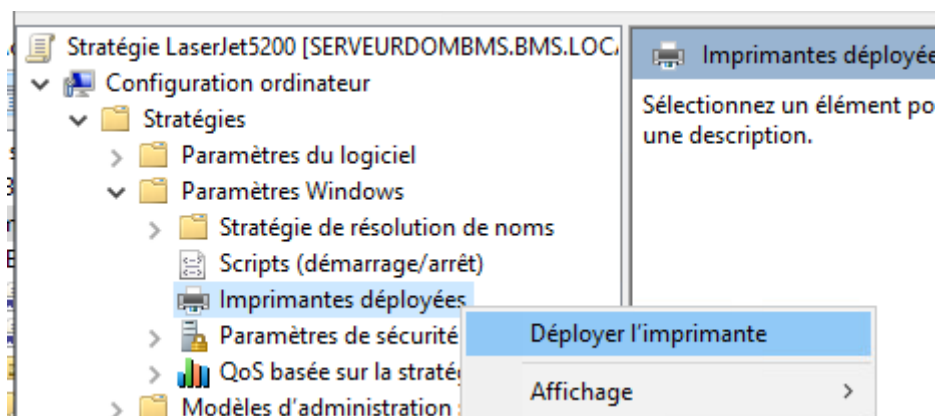 Stratégie LaserJet5200 [SERVEURDOMBMS.BMS.LOCA
Configuration ordinateur
Stratégies
Paramètres du logiciel
Paramètres Windows
Stratégie de résolution de noms
Scripts (démarrage/arrêt)
Imprimantes déployées
Paramètres de sécurité
QoS basée sur la straté
Modèles d'administration :
Imprimantes déployée
Sélectionnez un élément po
une description.
Déployer l'imprimante
Affichage